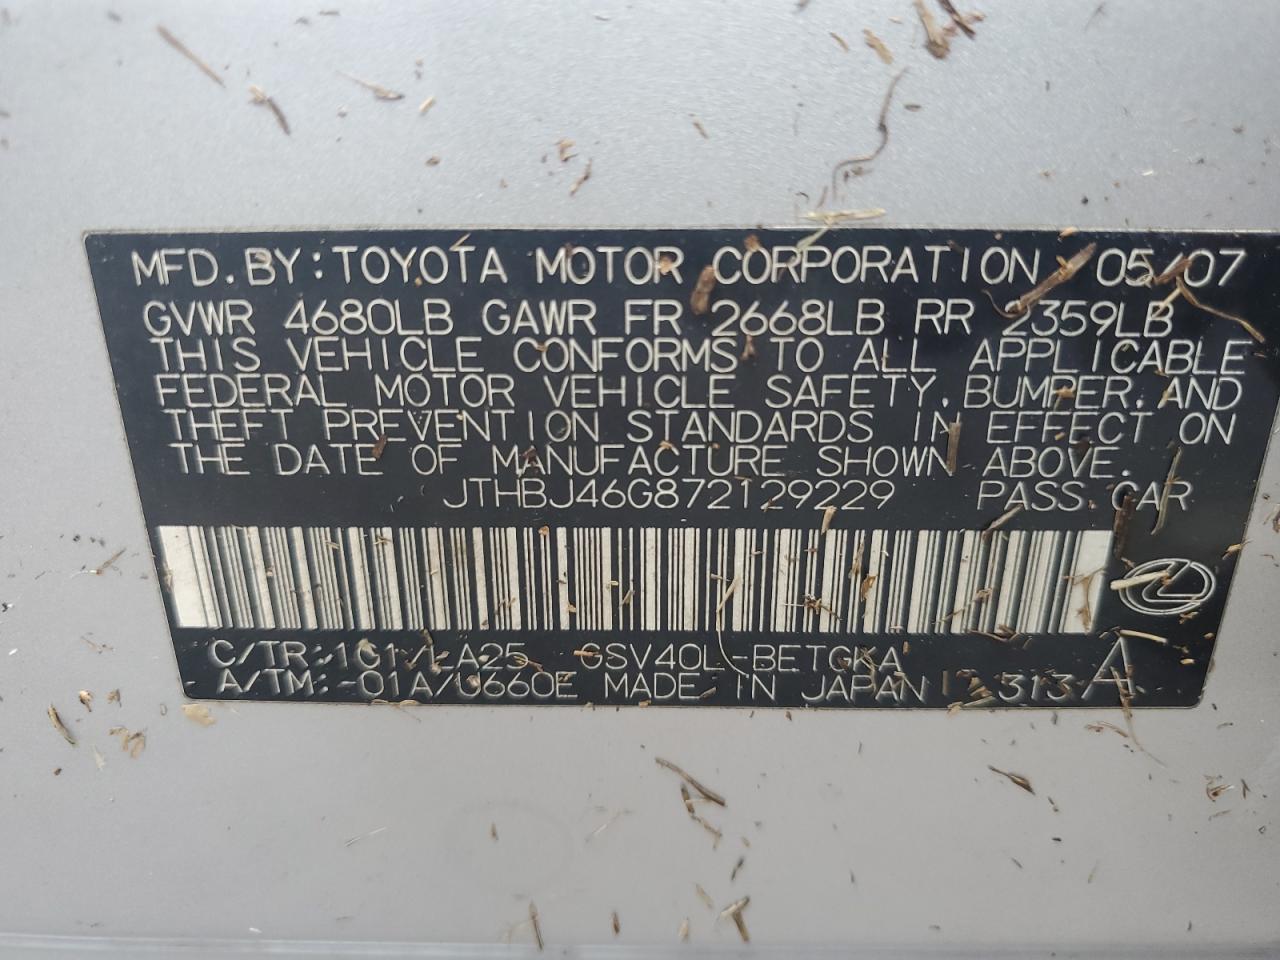 MFD. BY: TOYOTA MOTOR CORPORATION 05/07
GVWR 4680LB GAWR FR 2668LB RR 2359LB
THIS VEHICLE CONFORMS TO ALL APPLICABLE
FEDERAL MOTOR VEHICLE SAFETY, BUMPER, AND
THEFT PREVENTION STANDARDS IN EFFECT ON
THE DATE OF MANUFACTURE SHOWN ABOVE.
JTHBJ46G872129229 PASS. CAR
C/TR: 1C1/LA25 GSV40L-BETGKA
A/TM: -01A/U660E MADE IN JAPAN 313 A